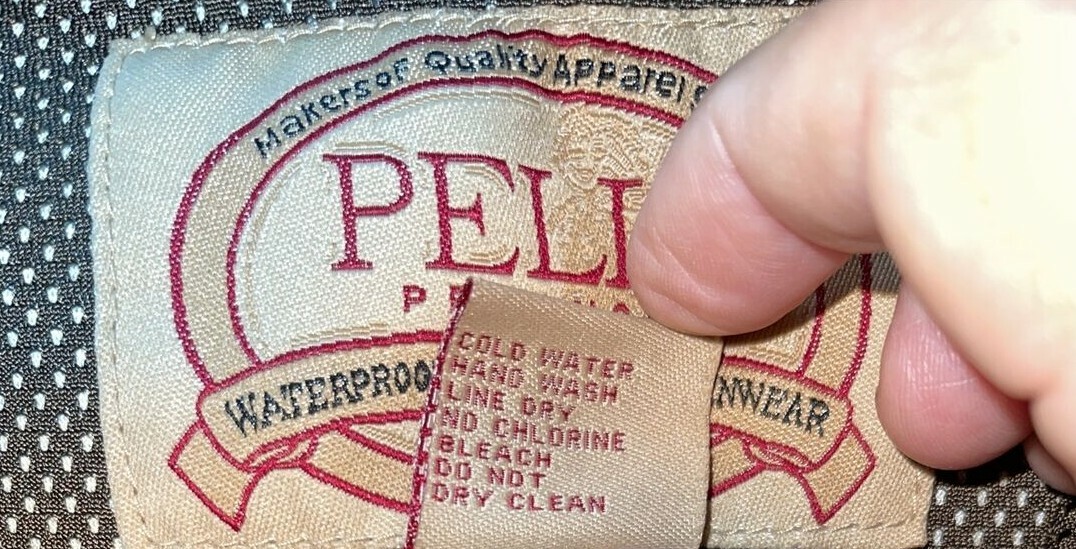 Makers of Quality Apparel
PELI
WATERPROO NWEAR
COLD WATER
HAND WASH
LINE DRY
NO CHLORINE
BLEACH
DO NOT
DRY CLEAN